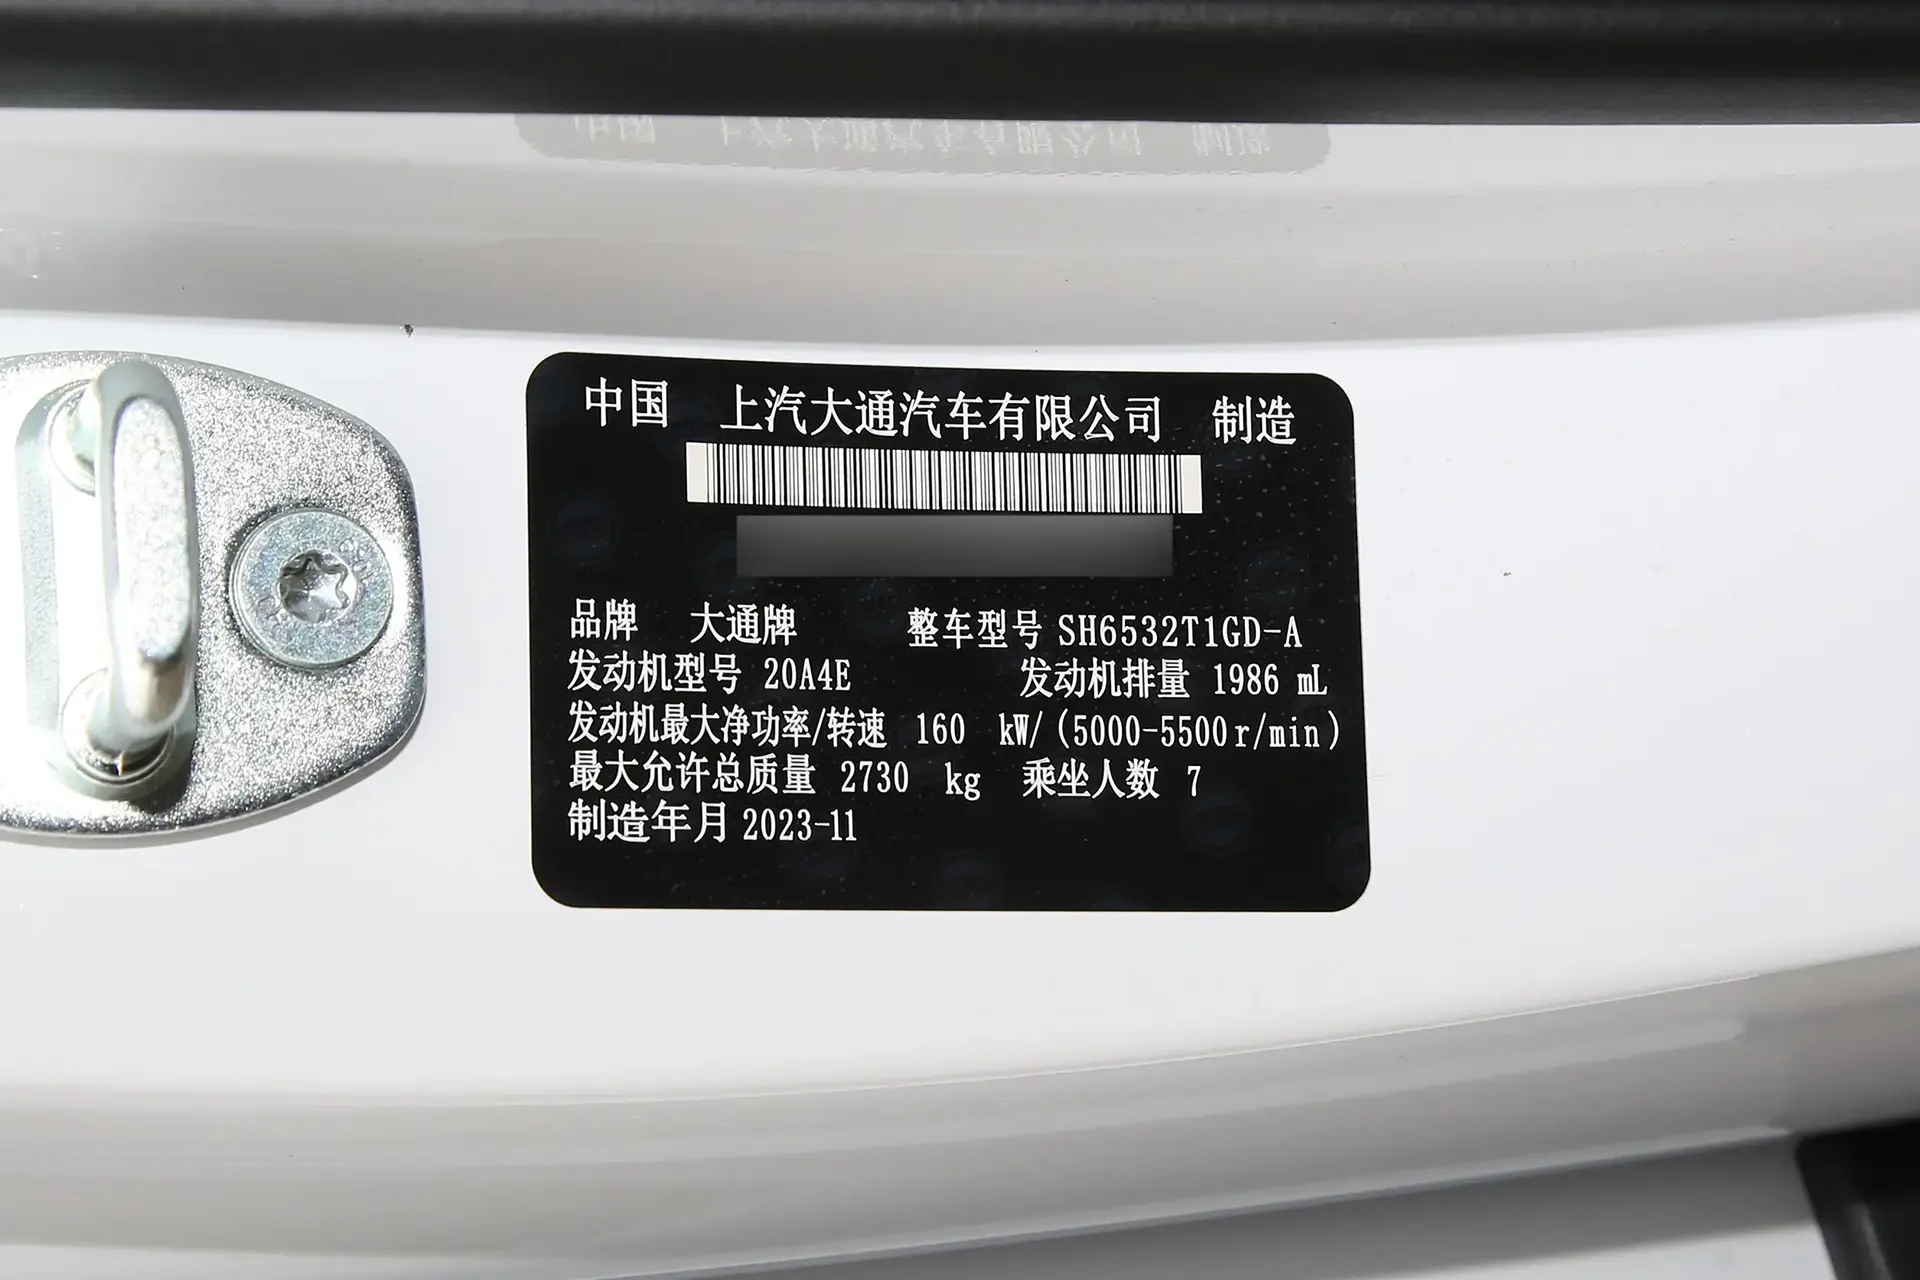 中国 上汽大通汽车有限公司 制造
品牌 大通牌 整车型号 SH6532T1GD-A
发动机型号 20A4E 发动机排量 1986 mL
发动机最大净功率/转速 160 kW/(5000-5500r/min)
最大允许总质量 2730 kg 乘坐人数 7
制造年月 2023-11